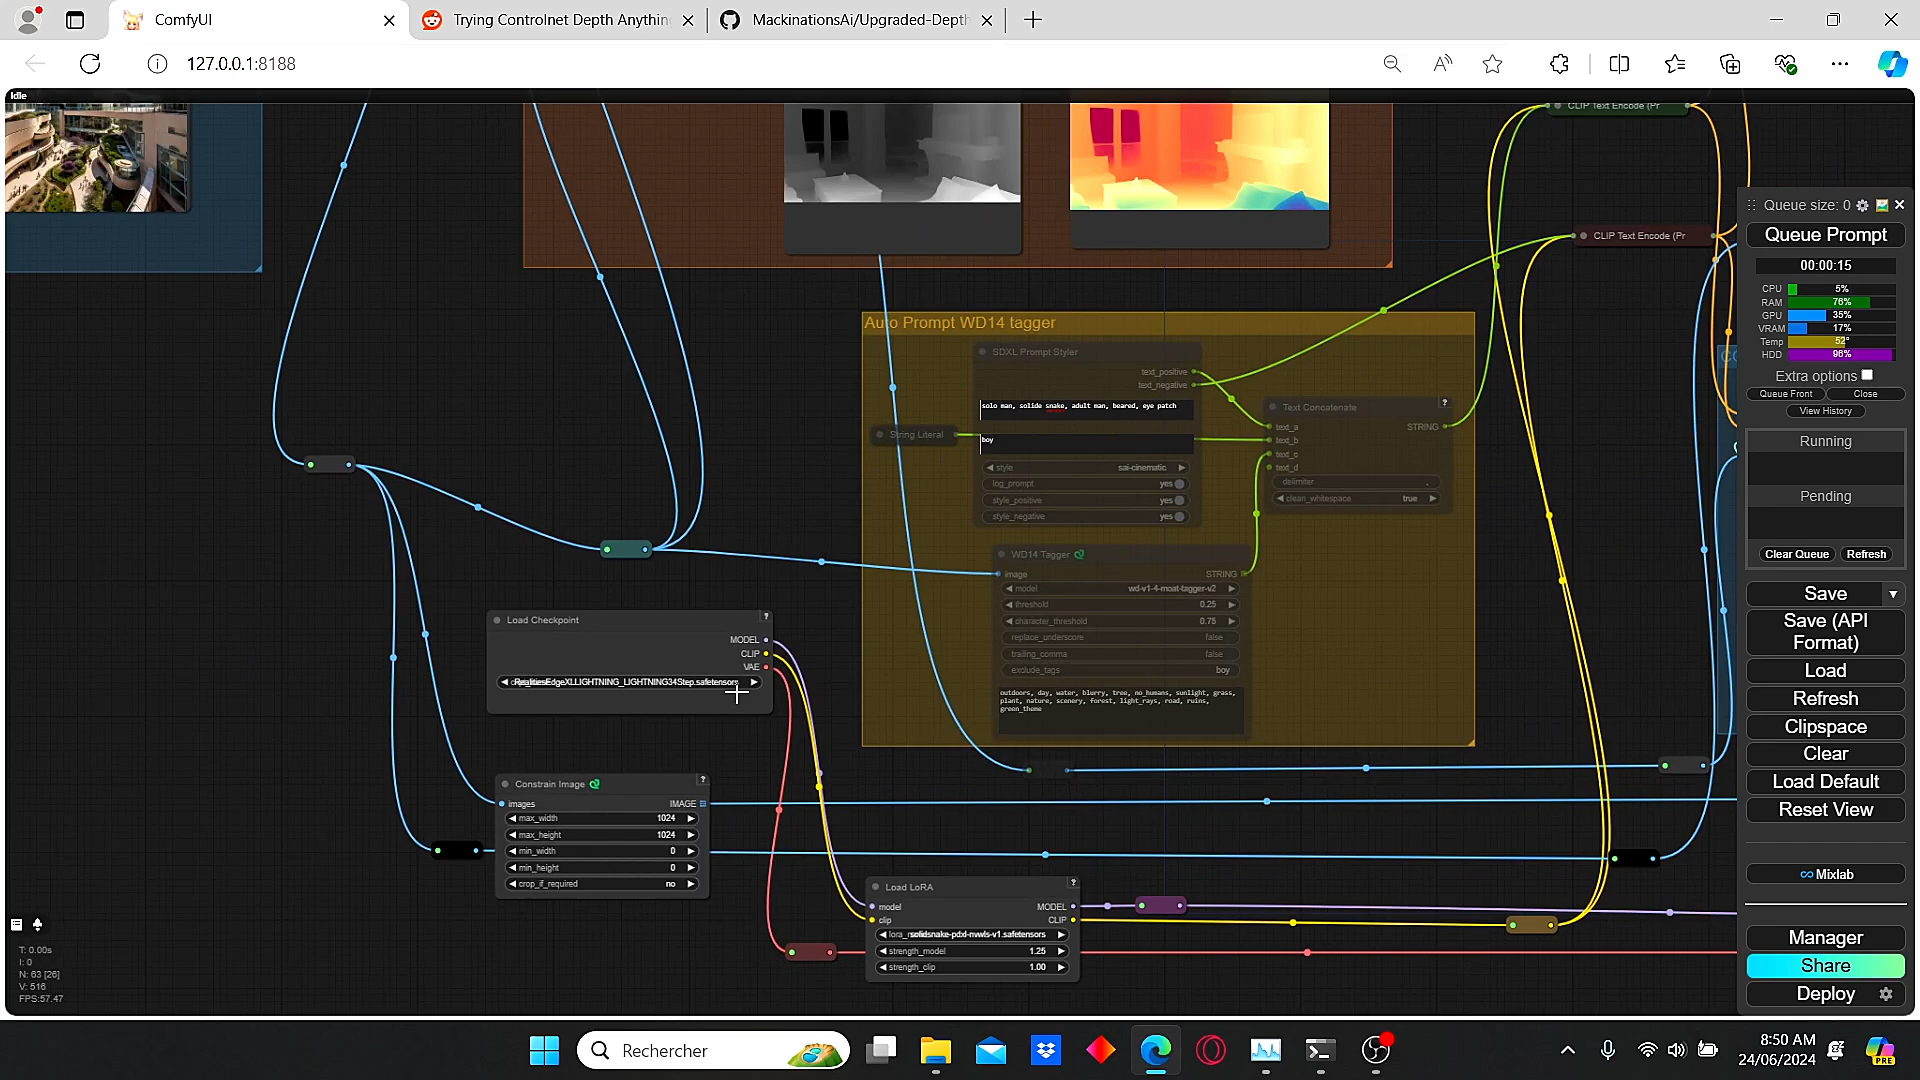 ComfyUI
Trying Controlnet Depth Anythin
MackinationsAi/Upgraded-Depth
127.0.0.1:8188
Idle
CLIP Text Encode (Pr
CLIP Text Encode (Pr
Queue size: 0
Queue Prompt
00:00:15
CPU 5%
RAM 76%
GPU 35%
VRAM 17%
Temp 52°
HDD 96%
Extra options
Queue Front Close
View History
Running
Pending
Clear Queue Refresh
Save
Save (API
Format)
Load
Refresh
Clipspace
Clear
Load Default
Reset View
Mixlab
Manager
Share
Deploy
Auto Prompt WD14 tagger
SDXL Prompt Styler
text_positive
text_negative
solo man, solide snake, adult man, beared, eye patch
boy
style sai-cinematic
log_prompt yes
style_positive yes
style_negative yes
String Literal
Text Concatenate ?
text_a STRING
text_b
text_c
text_d
delimiter ,
clean_whitespace true
WD14 Tagger
image STRING
model wd-v1-4-moat-tagger-v2
threshold 0.25
character_threshold 0.75
replace_underscore false
trailing_comma false
exclude_tags boy
outdoors, day, water, blurry, tree, no_humans, sunlight, grass,
plant, nature, scenery, forest, light_rays, road, ruins,
green_theme
Load Checkpoint ?
MODEL
CLIP
VAE
RealitiesEdgeXLLIGHTNING_LIGHTNING34Step.safetensors
Constrain Image ?
images IMAGE
max_width 1024
max_height 1024
min_width 0
min_height 0
crop_if_required no
Load LoRA ?
model MODEL
clip CLIP
solidsnake-pdxl-nvwls-v1.safetensors
strength_model 1.25
strength_clip 1.00
T: 0.00s
I: 0
N: 63 [26]
V: 516
FPS:57.47
Rechercher
8:50 AM
24/06/2024
PRE